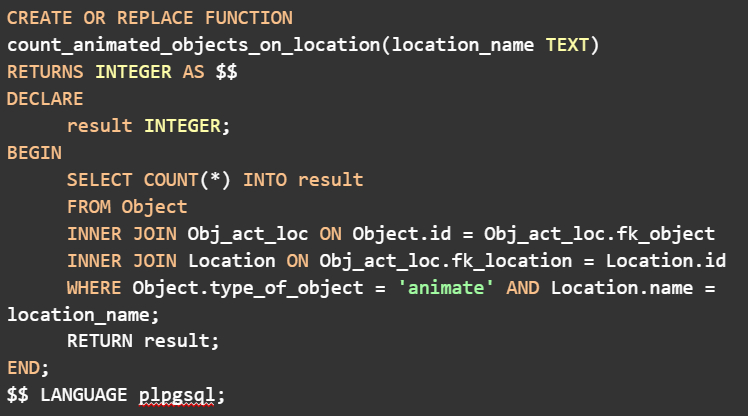 CREATE OR REPLACE FUNCTION
count_animated_objects_on_location(location_name TEXT)
RETURNS INTEGER AS $$
DECLARE
result INTEGER;
BEGIN
SELECT COUNT(*) INTO result
FROM Object
INNER JOIN Obj_act_loc ON Object.id = Obj_act_loc.fk_object
INNER JOIN Location ON Obj_act_loc.fk_location = Location.id
WHERE Object.type_of_object = 'animate' AND Location.name =
location_name;
RETURN result;
END;
$$ LANGUAGE plpgsql;